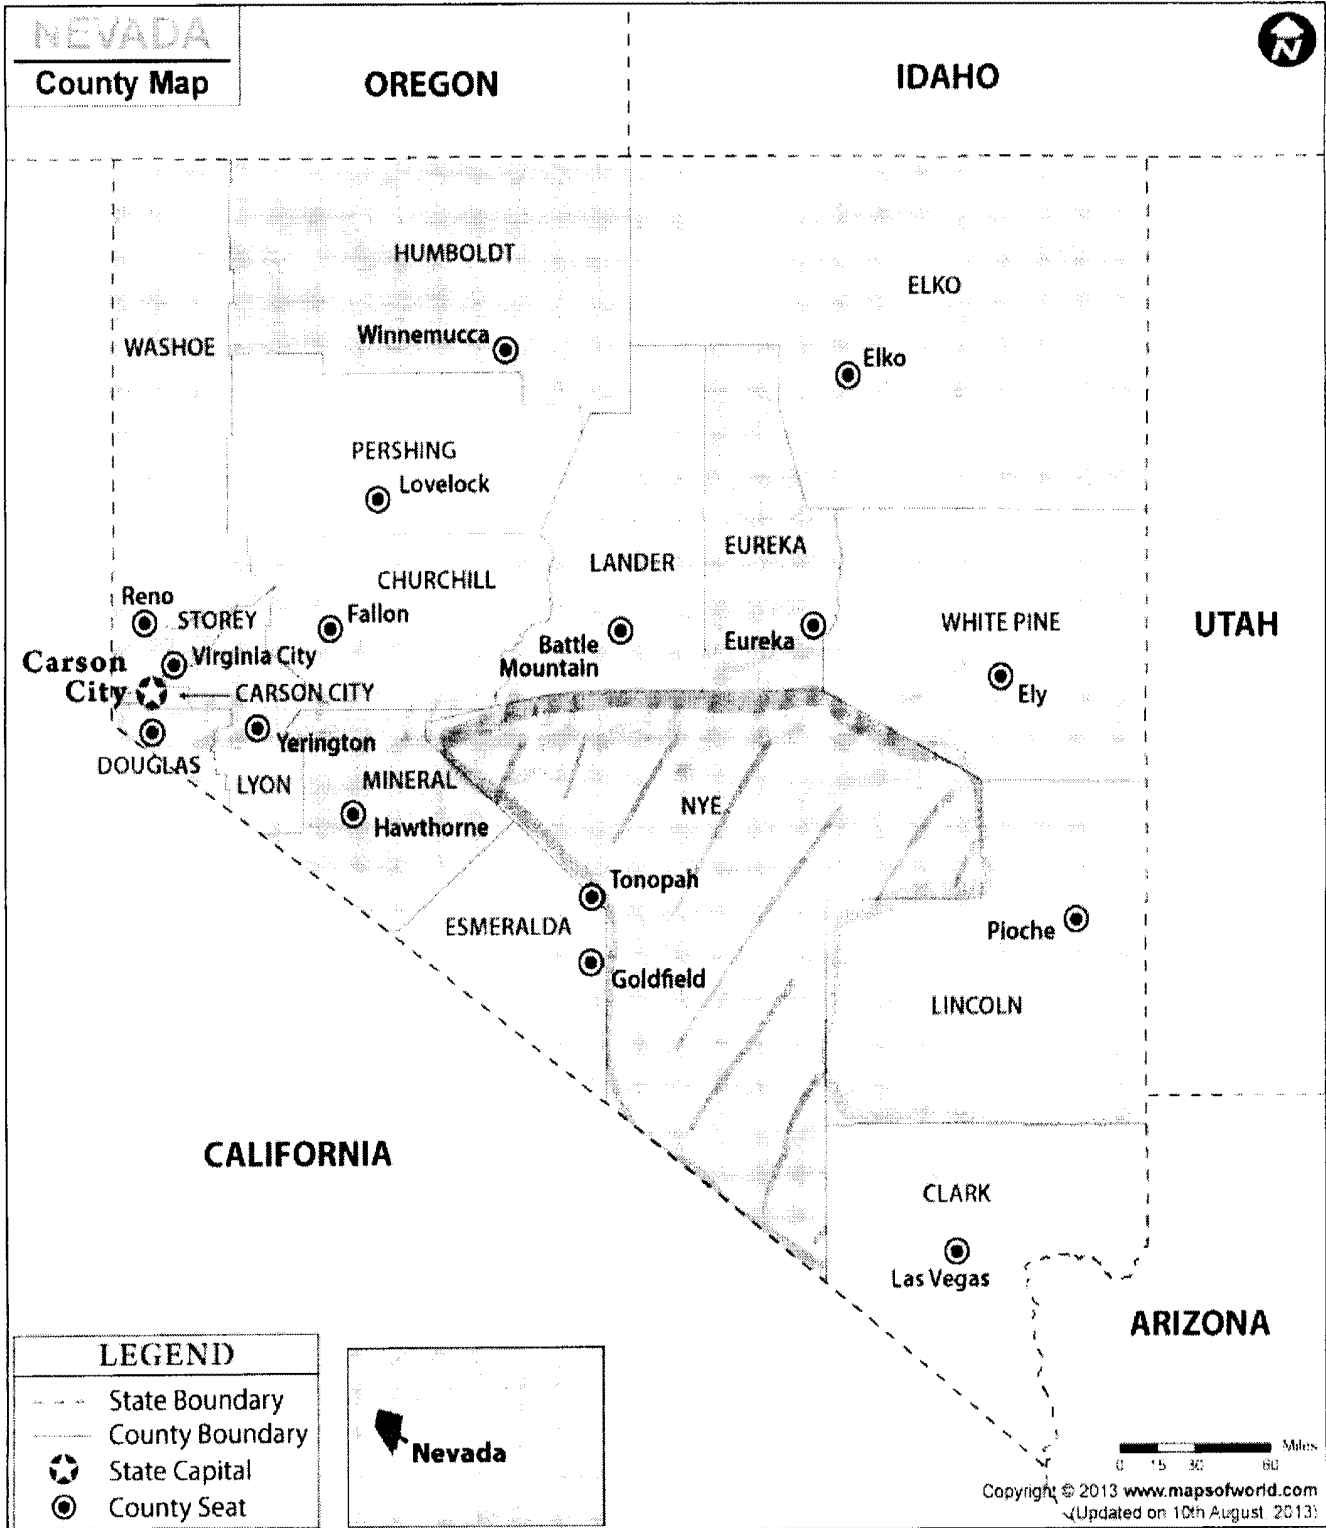 NEVADA
County Map
OREGON
IDAHO
N
HUMBOLDT
ELKO
Winnemucca
WASHOE
Elko
PERSHING
Lovelock
EUREKA
LANDER
CHURCHILL
Reno
STOREY
Fallon
WHITE PINE
UTAH
Battle
Mountain
Eureka
Carson
City
Virginia City
CARSON CITY
Ely
Yerington
DOUGLAS
LYON
MINERAL
NYE
Hawthorne
Tonopah
ESMERALDA
Pioche
Goldfield
LINCOLN
CALIFORNIA
CLARK
Las Vegas
ARIZONA
LEGEND
State Boundary
County Boundary
State Capital
County Seat
Nevada
Miles
0 15 30 60
Copyright © 2013 www.mapsofworld.com
(Updated on 10th August, 2013)